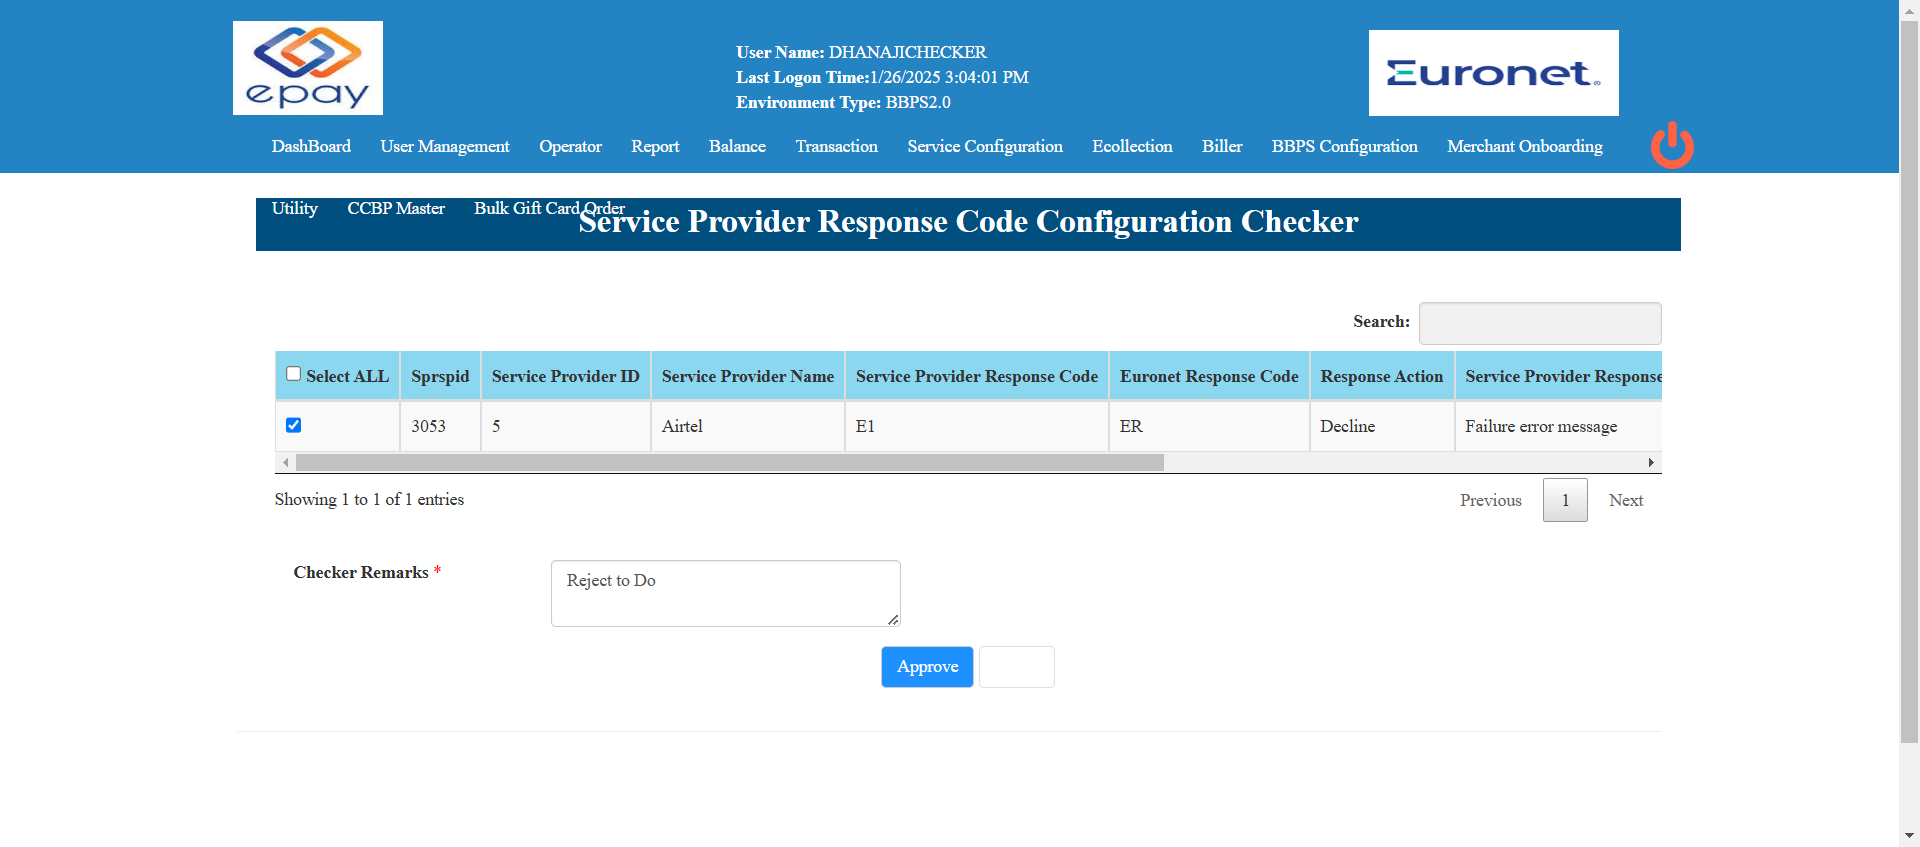 epay
User Name: DHANAJICHECKER
Last Logon Time:1/26/2025 3:04:01 PM
Environment Type: BBPS2.0
Euronet
DashBoard User Management Operator Report Balance Transaction Service Configuration Ecollection Biller BBPS Configuration Merchant Onboarding
Utility CCBP Master Bulk Gift Card Order
Service Provider Response Code Configuration Checker
Search:
Select ALL Sprspid Service Provider ID Service Provider Name Service Provider Response Code Euronet Response Code Response Action Service Provider Response
3053 5 Airtel E1 ER Decline Failure error message
Showing 1 to 1 of 1 entries
Previous 1 Next
Checker Remarks *
Reject to Do
Approve